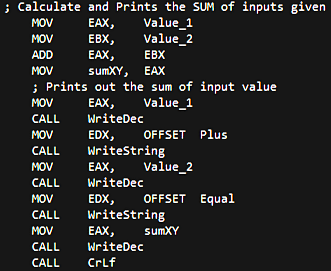 ; Calculate and Prints the SUM of inputs given
MOV EAX, Value_1
MOV EBX, Value_2
ADD EAX, EBX
MOV sumXY, EAX
; Prints out the sum of input value
MOV EAX, Value_1
CALL WriteDec
MOV EDX, OFFSET Plus
CALL WriteString
MOV EAX, Value_2
CALL WriteDec
MOV EDX, OFFSET Equal
CALL WriteString
MOV EAX, sumXY
CALL WriteDec
CALL CrLf